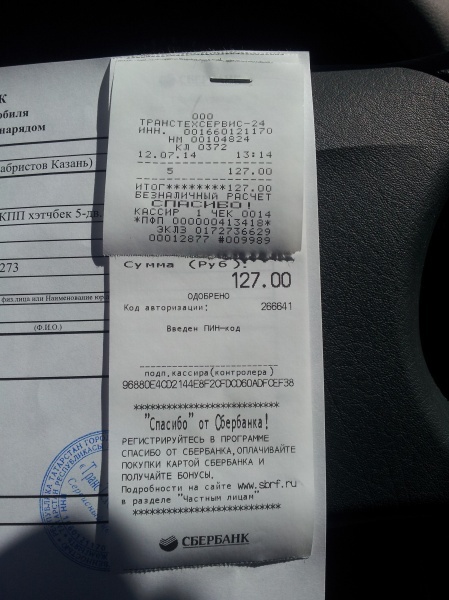 ООО
ТРАНСТЕХСЕРВИС-24
ИНН. 001660121170
НМ 00104824
КЛ 0372
12.07.14 13:14
5 127.00
ИТОГ********127.00
БЕЗНАЛИЧНЫЙ РАСЧЕТ
СПАСИБО!
КАССИР 1 ЧЕК 0014
*ПФП 000000413418*
ЭКЛЗ 0172736629
00012877 #009989
Сумма (Руб):
127.00
ОДОБРЕНО
Код авторизации: 266641
Введен ПИН-код
подп.кассира(контролера)
*****************************
"Спасибо" от Сбербанка!
РЕГИСТРИРУЙТЕСЬ В ПРОГРАММЕ
СПАСИБО ОТ СБЕРБАНКА,ОПЛАЧИВАЙТЕ
ПОКУПКИ КАРТОЙ СБЕРБАНКА И
ПОЛУЧАЙТЕ БОНУСЫ.
Подробности на сайте www.sbrf.ru
в разделе "Частным лицам"
*****************************
СБЕРБАНК
К
омобиля
нарядом
абристов Казань)
КПП хэтчбек 5-дв.
273
физ.лица или Наименование юр.
(Ф.И.О.)